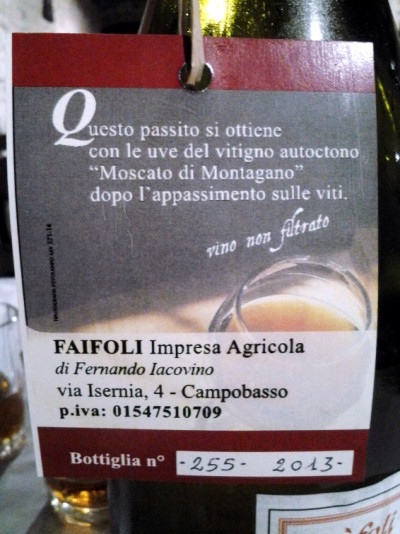 Questo passito si ottiene
con le uve del vitigno autoctono
“Moscato di Montagano”
dopo l’appassimento sulle viti.
vino non filtrato
FAIFOLI Impresa Agricola
di Fernando Iacovino
via Isernia, 4 - Campobasso
p.iva: 01547510709
Bottiglia n° -255- 2013-